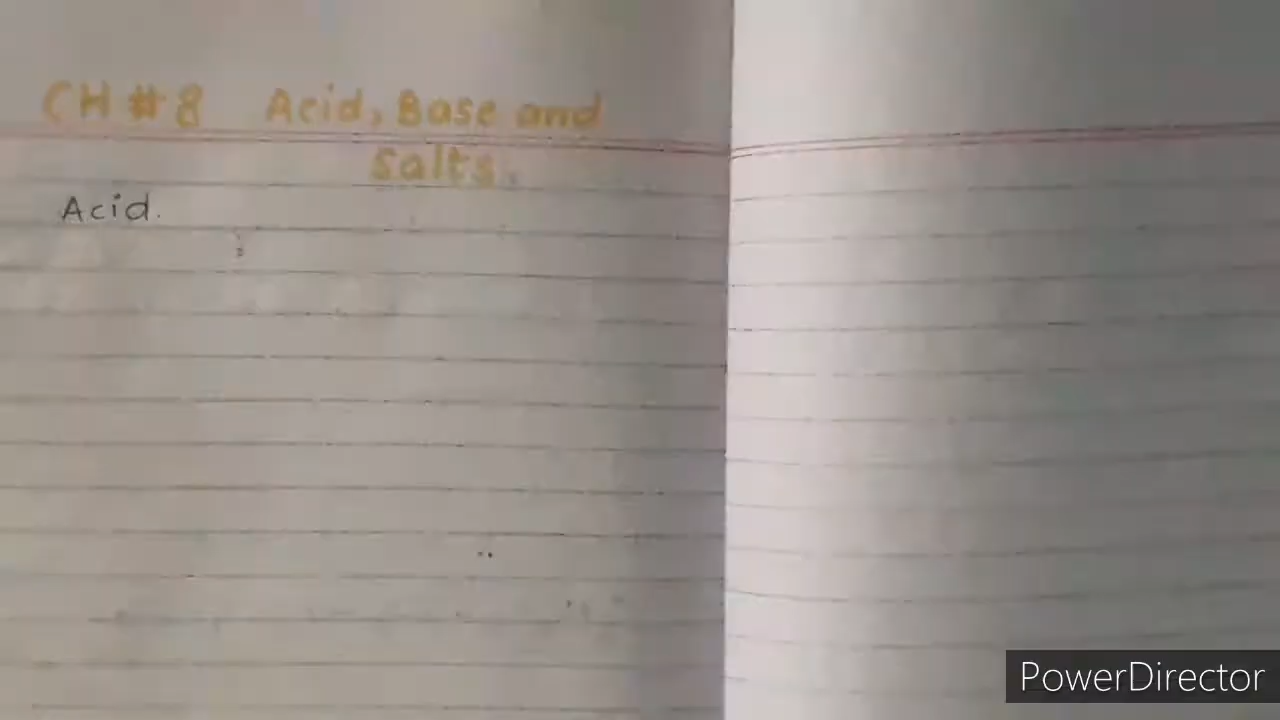 CH # 8 Acid, Base and
Salts.
Acid.
PowerDirector